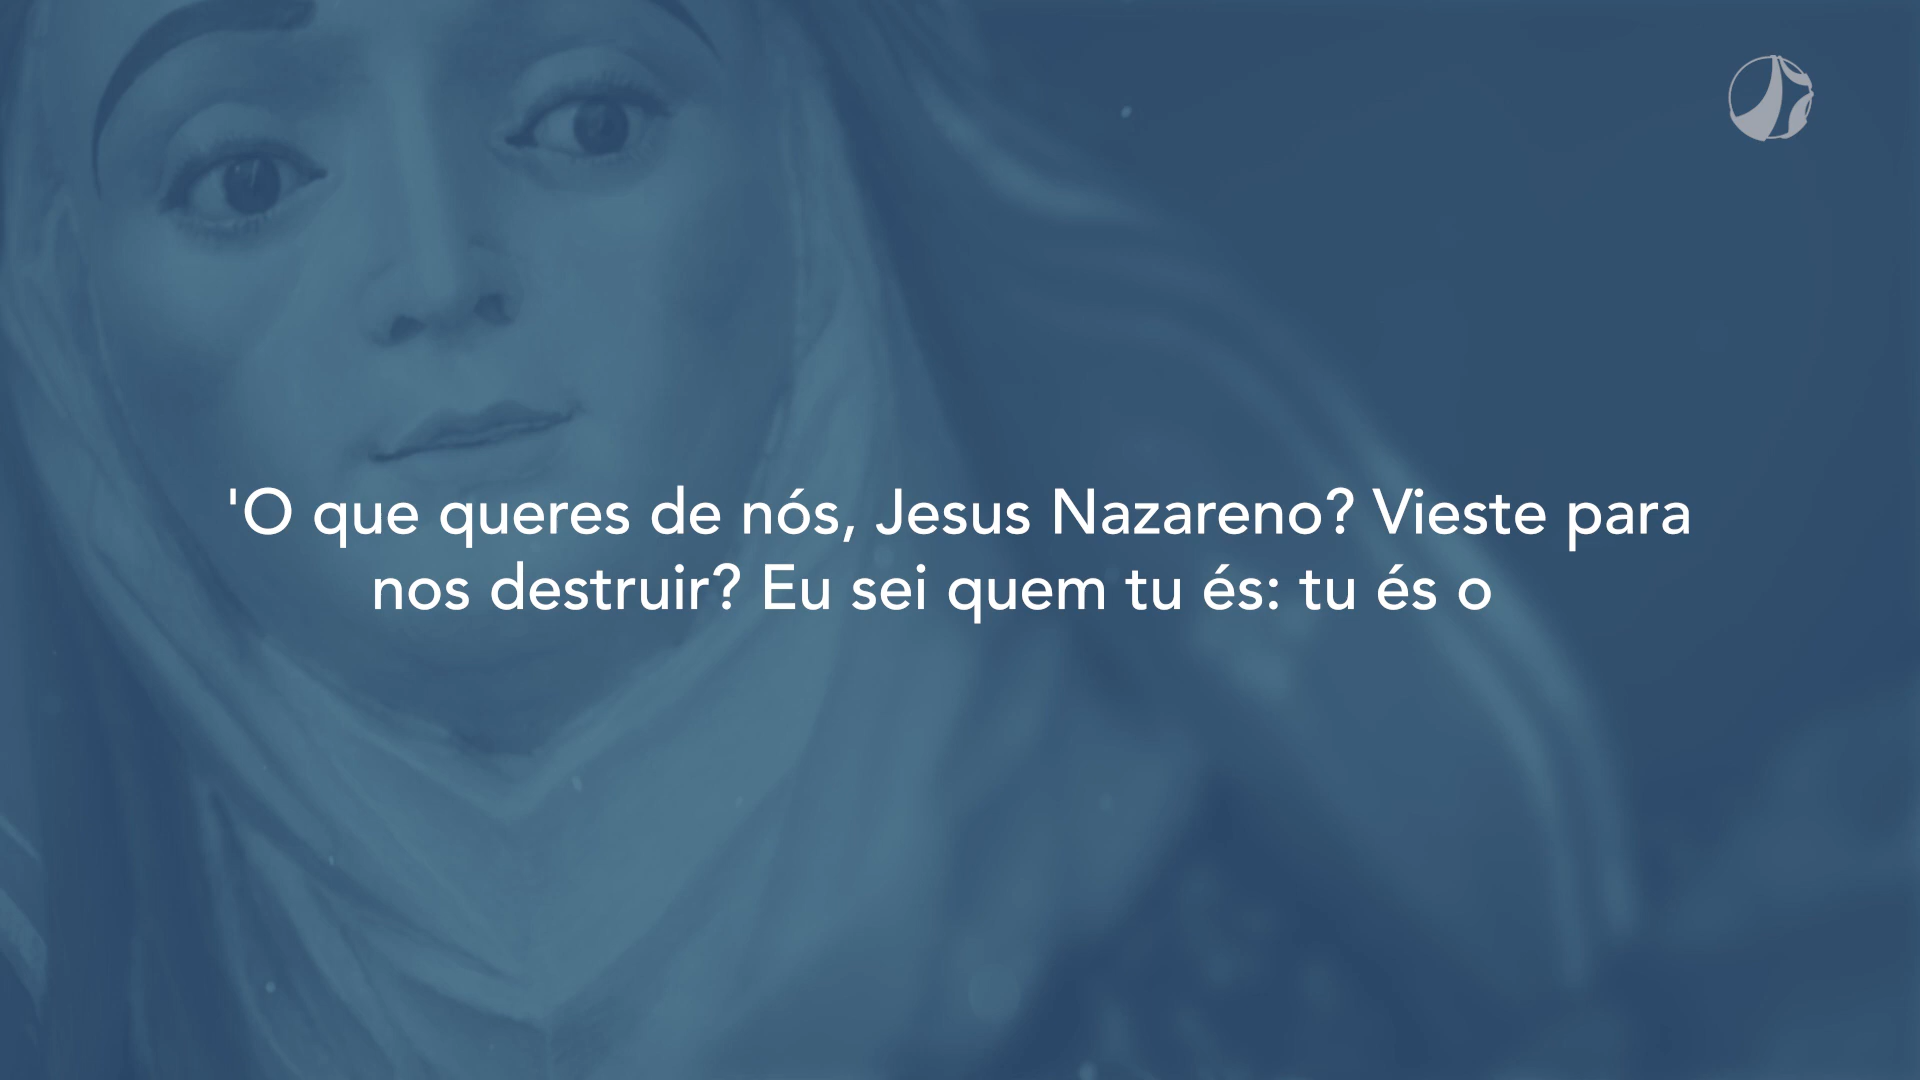 'O que queres de nós, Jesus Nazareno? Vieste para
nos destruir? Eu sei quem tu és: tu és o